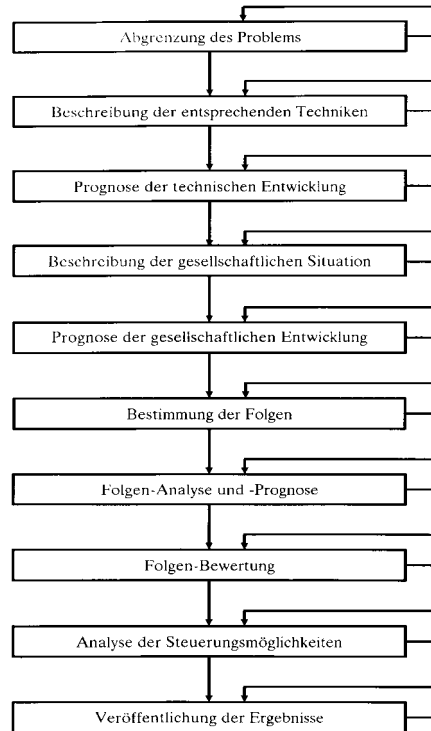 Abgrenzung des Problems
Beschreibung der entsprechenden Techniken
Prognose der technischen Entwicklung
Beschreibung der gesellschaftlichen Situation
Prognose der gesellschaftlichen Entwicklung
Bestimmung der Folgen
Folgen-Analyse und -Prognose
Folgen-Bewertung
Analyse der Steuerungsmöglichkeiten
Veröffentlichung der Ergebnisse